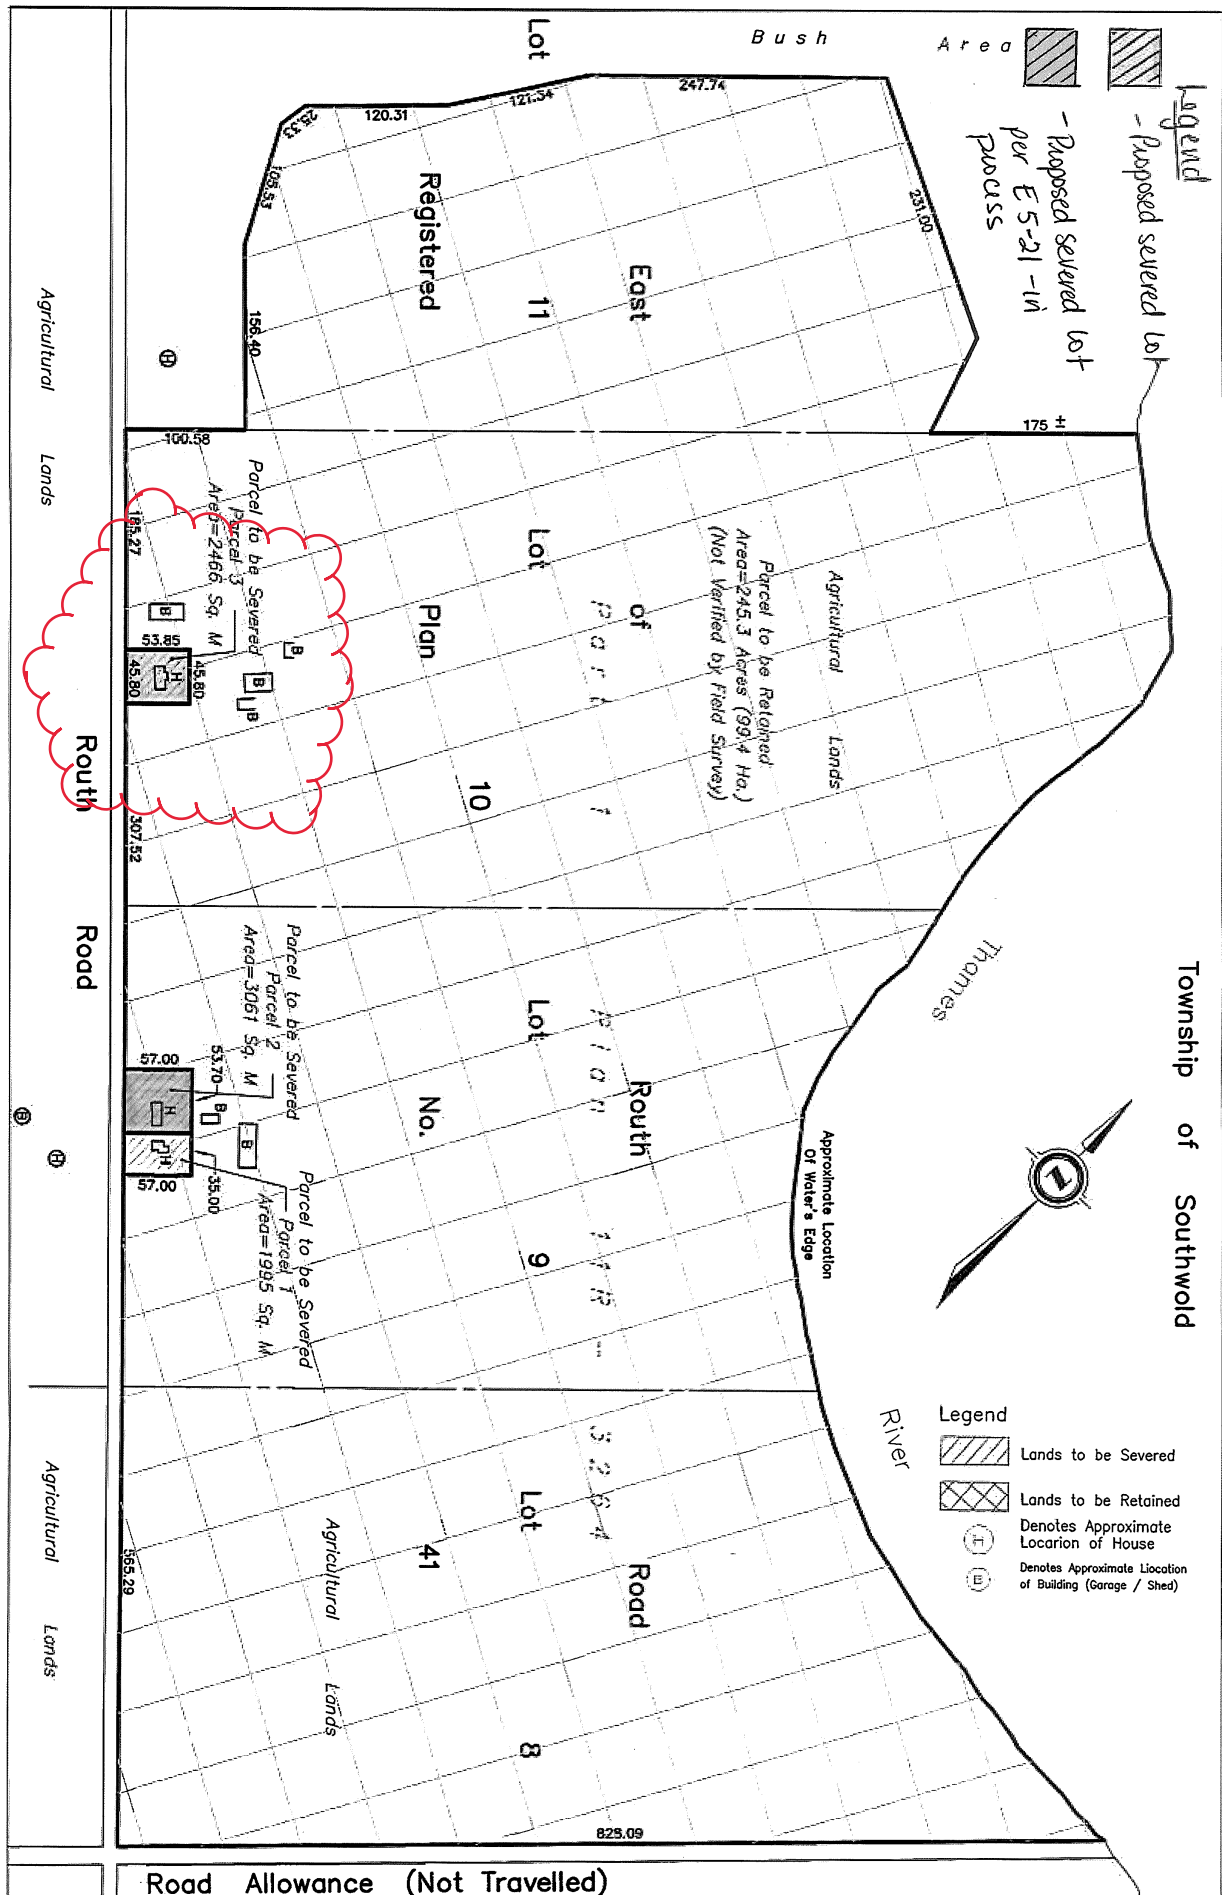 Legend
- Proposed severed lot
- Proposed severed lot
per E 5-21 - in
process
Bush
Area
Township of Southwold
Thames
River
Approximate Location
Of Water's Edge
Legend
Lands to be Severed
Lands to be Retained
H
Denotes Approximate
Locarion of House
B
Denotes Approximate Liocation
of Building (Garage / Shed)
247.74
121.54
120.31
25.33
105.53
156.40
231.00
175 ±
100.58
185.27
53.85
45.80
45.80
307.52
57.00
53.70
35.00
57.00
565.29
825.09
East of Routh Road
Part 1 Plan 11R-3264
Lot 11
Lot 10
Lot 9
Lot 8
Registered Plan No. 41
Agricultural Lands
Parcel to be Retained
Area=245.3 Acres (99.4 Ha.)
(Not Verified by Field Survey)
Parcel to be Severed
Parcel 3
Area=2466 Sq. M
B
B
B
B
H
Parcel to be Severed
Parcel 2
Area=3061 Sq. M
B
B
H
H
Parcel to be Severed
Parcel 1
Area=1995 Sq. M
Agricultural Lands
Routh Road
Agricultural Lands
Agricultural Lands
H
H
B
Road Allowance (Not Travelled)